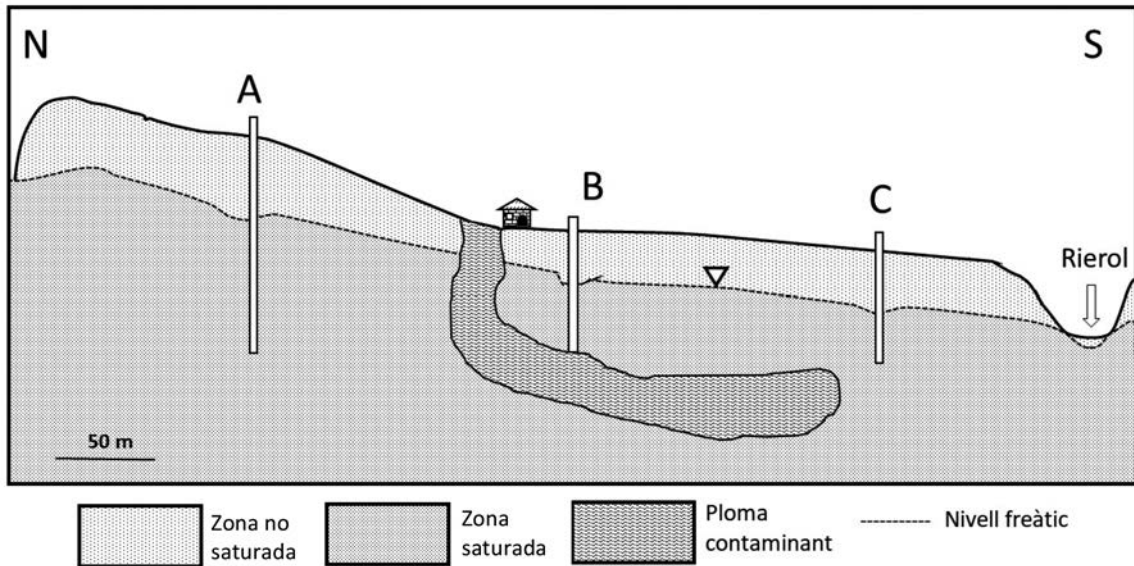 N
S
A
B
C
Rierol
50 m
Zona no
saturada
Zona
saturada
Ploma
contaminant
Nivell freàtic